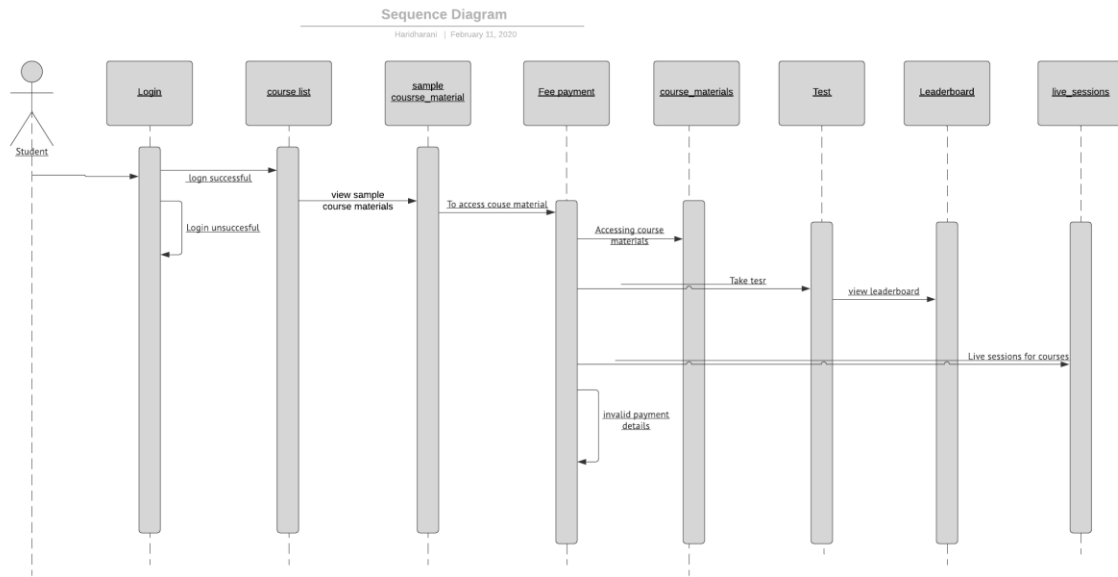 Sequence Diagram
Haridharani | February 11, 2020
Student
Login
course list
sample
cousrse_material
Fee payment
course_materials
Test
Leaderboard
live_sessions
logn successful
view sample
course materials
To access couse material
Login unsuccesful
Accessing course
materials
Take tesr
view leaderboard
Live sessions for courses
invalid payment
details